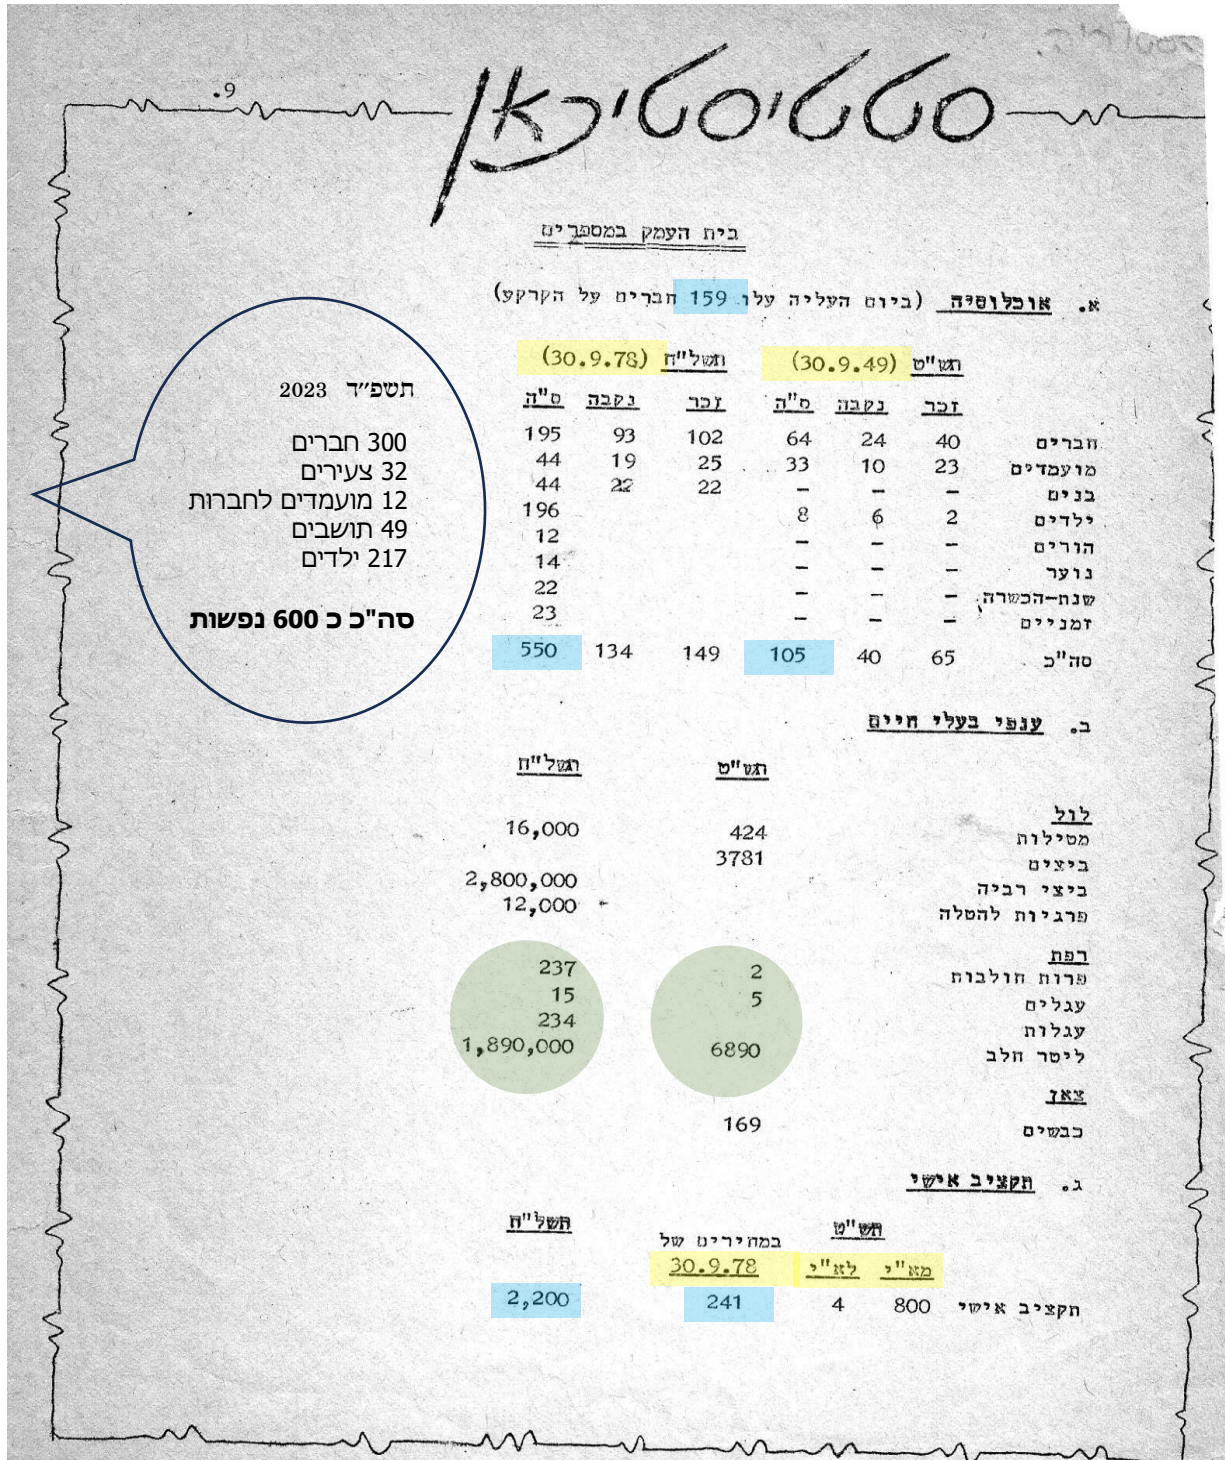 .9
סטטיסטיכאן
בית העמק במספרים
א. אוכלוסיה (ביום העליה עלו 159 חברים על הקרקע)
תש"ט (30.9.49) תשל"ח (30.9.78)
זכר נקבה ס"ה זכר נקבה ס"ה
חברים 40 24 64 102 93 195
מועמדים 23 10 33 25 19 44
בנים – – – 22 22 44
ילדים 2 6 8 196
הורים – – – 12
נוער – – – 14
שנת-הכשרה – – – 22
זמניים – – – 23
סה"כ 65 40 105 149 134 550
תשפ״ד 2023
300 חברים
32 צעירים
12 מועמדים לחברות
49 תושבים
217 ילדים
סה"כ כ 600 נפשות
ב. ענפי בעלי חיים
תש"ט תשל"ח
לול
מטילות 424 16,000
ביצים 3781
ביצי רביה 2,800,000
פרגיות להטלה 12,000
רפת
פרות חולבות 2 237
עגלים 5 15
עגלות 234
ליטר חלב 6890 1,890,000
צאן
כבשים 169
ג. תקציב אישי
תש"ט תשל"ח
במחירים של
מא"י לא"י 30.9.78
תקציב אישי 800 4 241 2,200